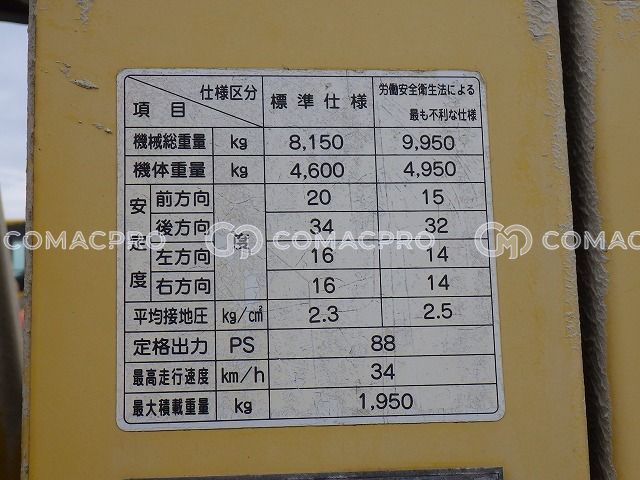 仕様区分
項目
標準仕様
労働安全衛生法による
最も不利な仕様
機械総重量 kg 8,150 9,950
機体重量 kg 4,600 4,950
安定度 度
前方向 20 15
後方向 34 32
左方向 16 14
右方向 16 14
平均接地圧 kg/c㎡ 2.3 2.5
定格出力 PS 88
最高走行速度 km/h 34
最大積載重量 kg 1,950
COMACPRO COMACPRO COMACPRO